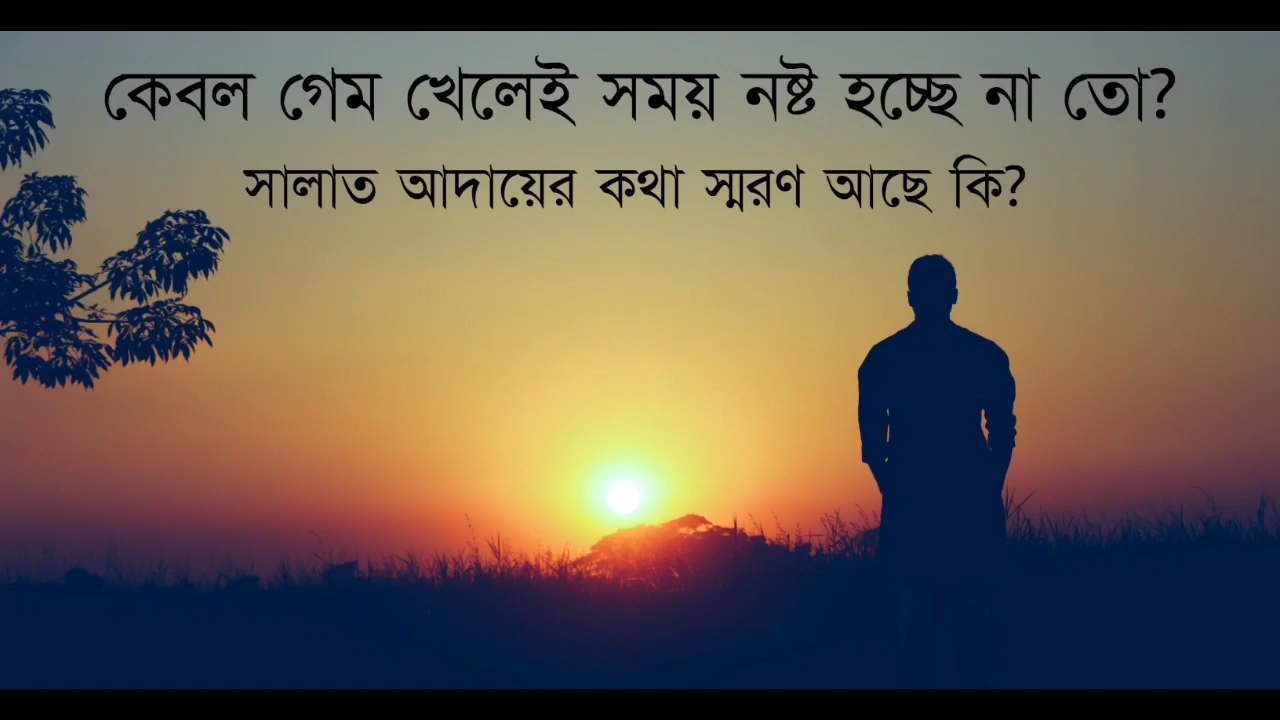 কেবল গেম খেলেই সময় নষ্ট হচ্ছে না তো?
সালাত আদায়ের কথা স্মরণ আছে কি?